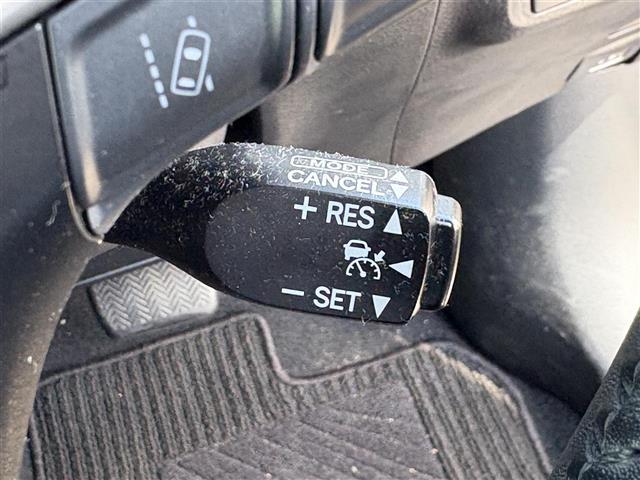 MODE
CANCEL
+ RES
− SET